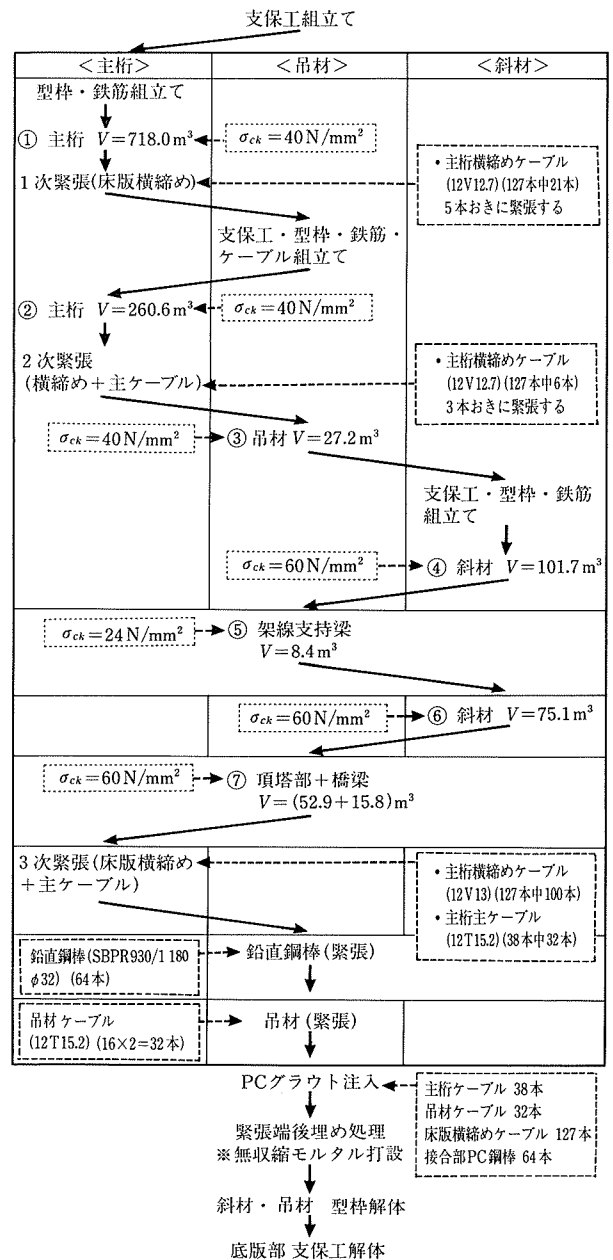 支保工組立て
<主桁>
<吊材>
<斜材>
型枠・鉄筋組立て
① 主桁 V=718.0m³
σck=40N/mm²
1次緊張(床版横締め)
• 主桁横締めケーブル
(12V12.7)(127本中21本)
5本おきに緊張する
支保工・型枠・鉄筋・
ケーブル組立て
② 主桁 V=260.6m³
σck=40N/mm²
2次緊張
(横締め+主ケーブル)
• 主桁横締めケーブル
(12V12.7)(127本中6本)
3本おきに緊張する
σck=40N/mm²
③ 吊材 V=27.2m³
支保工・型枠・鉄筋
組立て
σck=60N/mm²
④ 斜材 V=101.7m³
σck=24N/mm²
⑤ 架線支持梁
V=8.4m³
σck=60N/mm²
⑥ 斜材 V=75.1m³
σck=60N/mm²
⑦ 頂塔部+橋梁
V=(52.9+15.8)m³
3次緊張(床版横締め
+主ケーブル)
• 主桁横締めケーブル
(12V13)(127本中100本)
• 主桁主ケーブル
(12T15.2)(38本中32本)
鉛直鋼棒(SBPR930/1180
φ32) (64本)
鉛直鋼棒(緊張)
吊材ケーブル
(12T15.2)(16×2=32本)
吊材(緊張)
PCグラウト注入
主桁ケーブル 38本
吊材ケーブル 32本
床版横締めケーブル 127本
接合部PC鋼棒 64本
緊張端後埋め処理
※無収縮モルタル打設
斜材・吊材 型枠解体
底版部 支保工解体